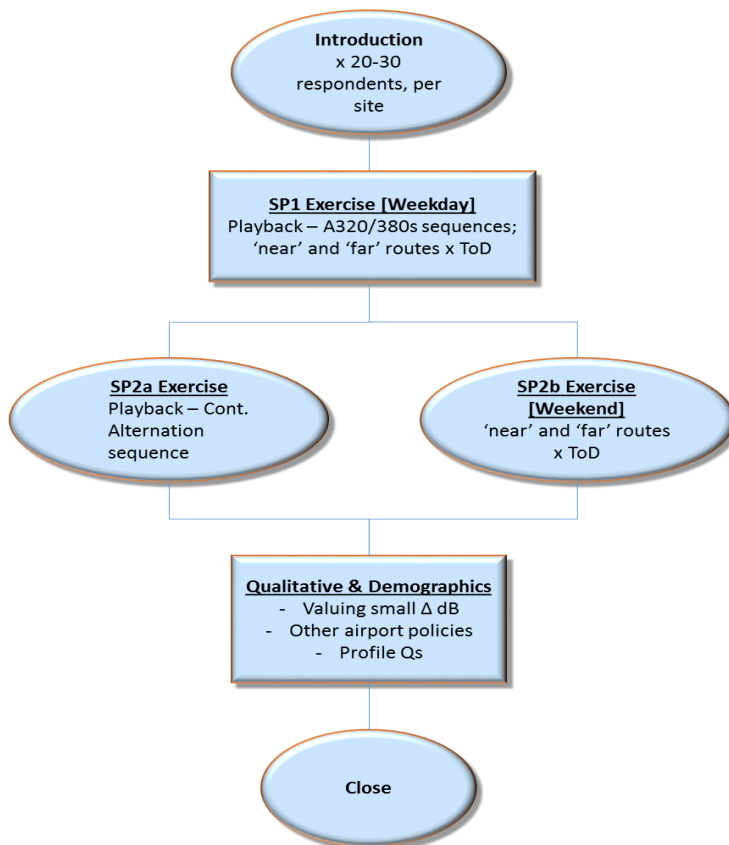 Introduction
x 20-30
respondents, per
site
SP1 Exercise [Weekday]
Playback – A320/380s sequences;
‘near’ and ‘far’ routes x ToD
SP2a Exercise
Playback – Cont.
Alternation
sequence
SP2b Exercise
[Weekend]
‘near’ and ‘far’ routes
x ToD
Qualitative & Demographics
- Valuing small Δ dB
- Other airport policies
- Profile Qs
Close